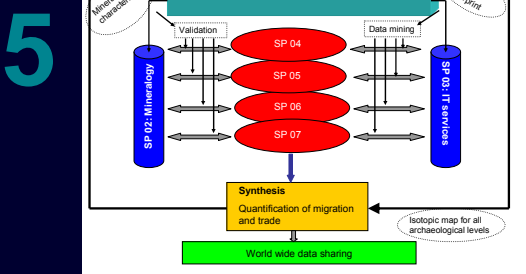 5
Validation
Data mining
SP 04
SP 05
SP 06
SP 07
SP 02: Mineralogy
SP 03: IT services
Synthesis
Quantification of migration
and trade
Isotopic map for all
archaeological levels
World wide data sharing